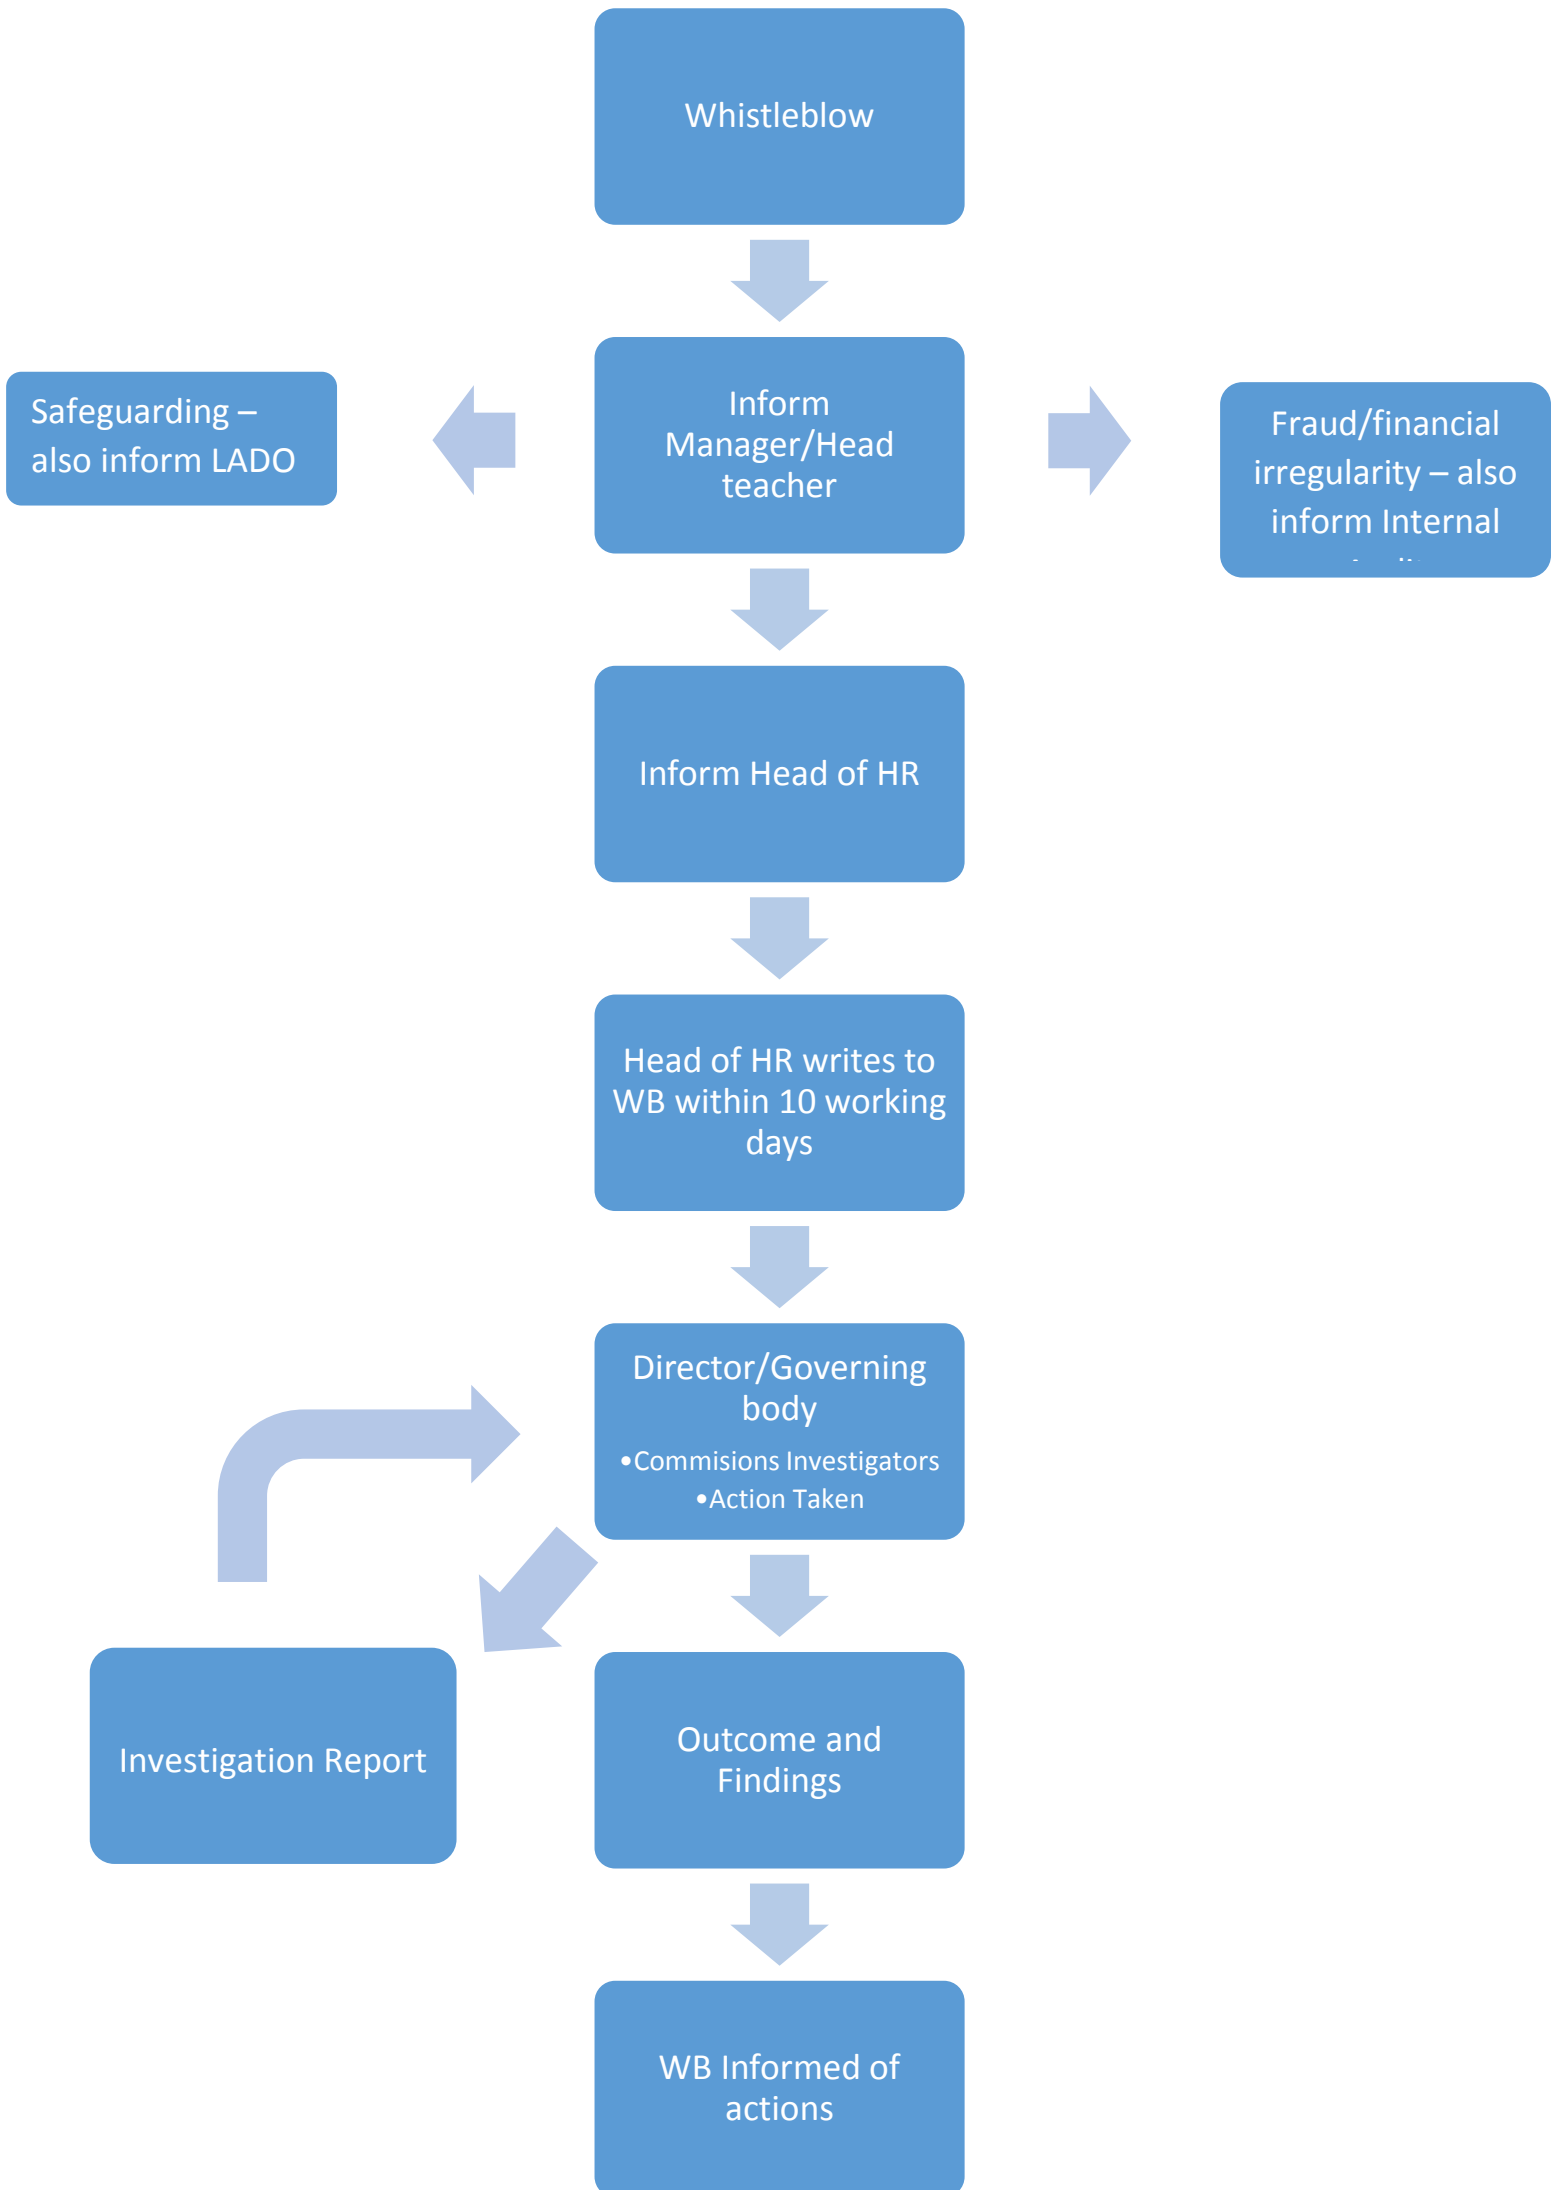 Whistleblow
Inform
Manager/Head
teacher
Safeguarding –
also inform LADO
Fraud/financial
irregularity – also
inform Internal
Inform Head of HR
Head of HR writes to
WB within 10 working
days
Director/Governing
body
•Commisions Investigators
•Action Taken
Investigation Report
Outcome and
Findings
WB Informed of
actions